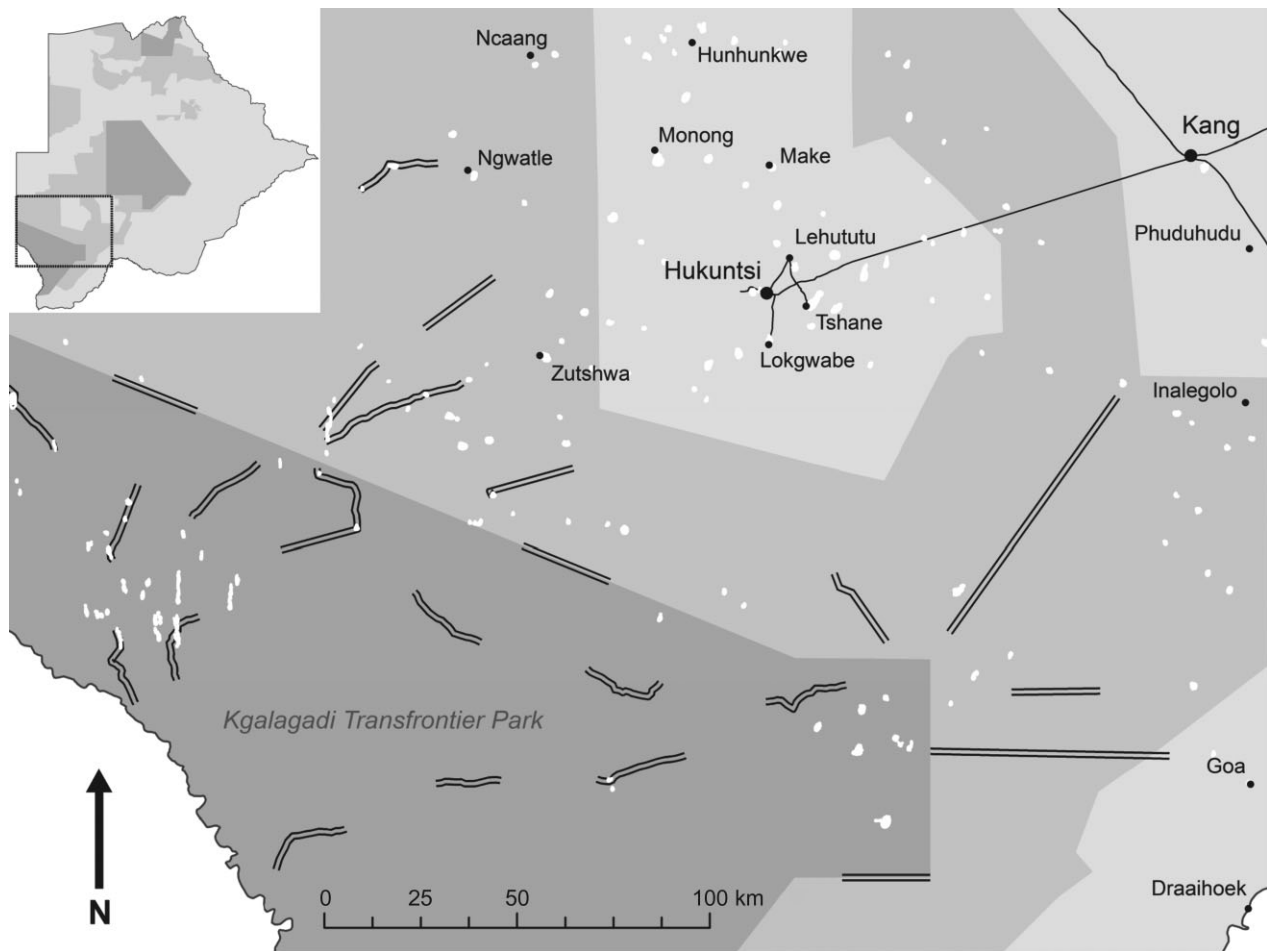 Ncaang
Hunhunkwe
Kang
Monong
Make
Ngwatle
Phuduhudu
Lehututu
Hukuntsi
Tshane
Lokgwabe
Zutshwa
Inalegolo
Kgalagadi Transfrontier Park
Goa
Draaihoek
N
0 25 50 100 km